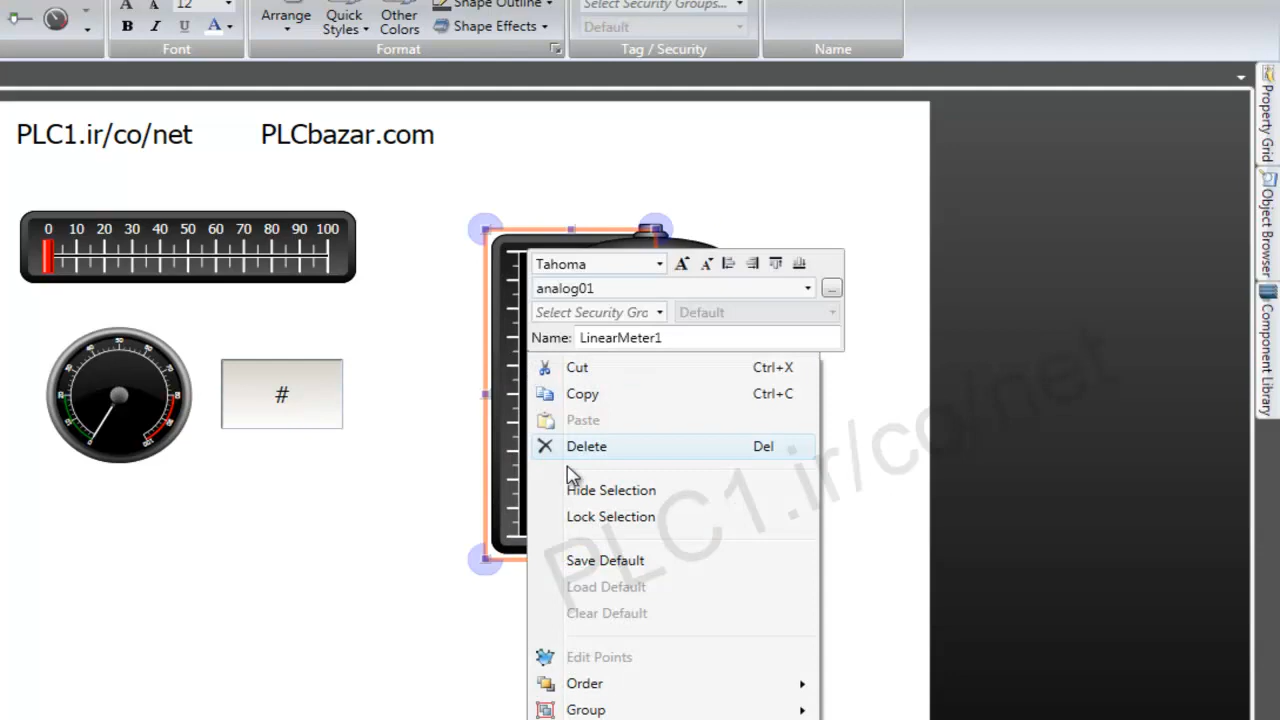 12
B I U A
Arrange
Quick Styles
Other Colors
Shape Outline
Shape Effects
Select Security Groups...
Default
Font
Format
Tag / Security
Name
PLC1.ir/co/net
PLCbazar.com
0 10 20 30 40 50 60 70 80 90 100
#
Tahoma
analog01
...
Select Security Gro
Default
Name: LinearMeter1
Cut Ctrl+X
Copy Ctrl+C
Paste
Delete Del
Hide Selection
Lock Selection
Save Default
Load Default
Clear Default
Edit Points
Order
Group
Property Grid
Object Browser
Component Library
PLC1.ir/co/net